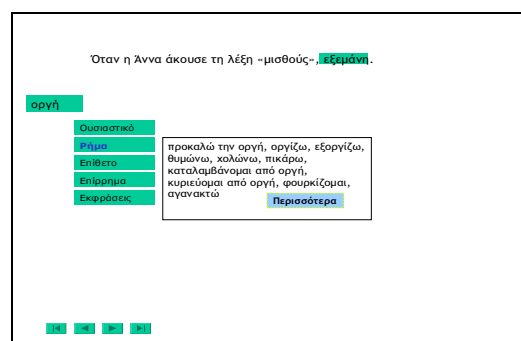 Όταν η Άννα άκουσε τη λέξη «μισθούς», εξεμάνη.
οργή
Ουσιαστικό
Ρήμα
Επίθετο
Επίρρημα
Εκφράσεις
προκαλώ την οργή, οργίζω, εξοργίζω,
θυμώνω, χολώνω, πικάρω,
καταλαμβάνομαι από οργή,
κυριεύομαι από οργή, φουρκίζομαι,
αγανακτώ
Περισσότερα